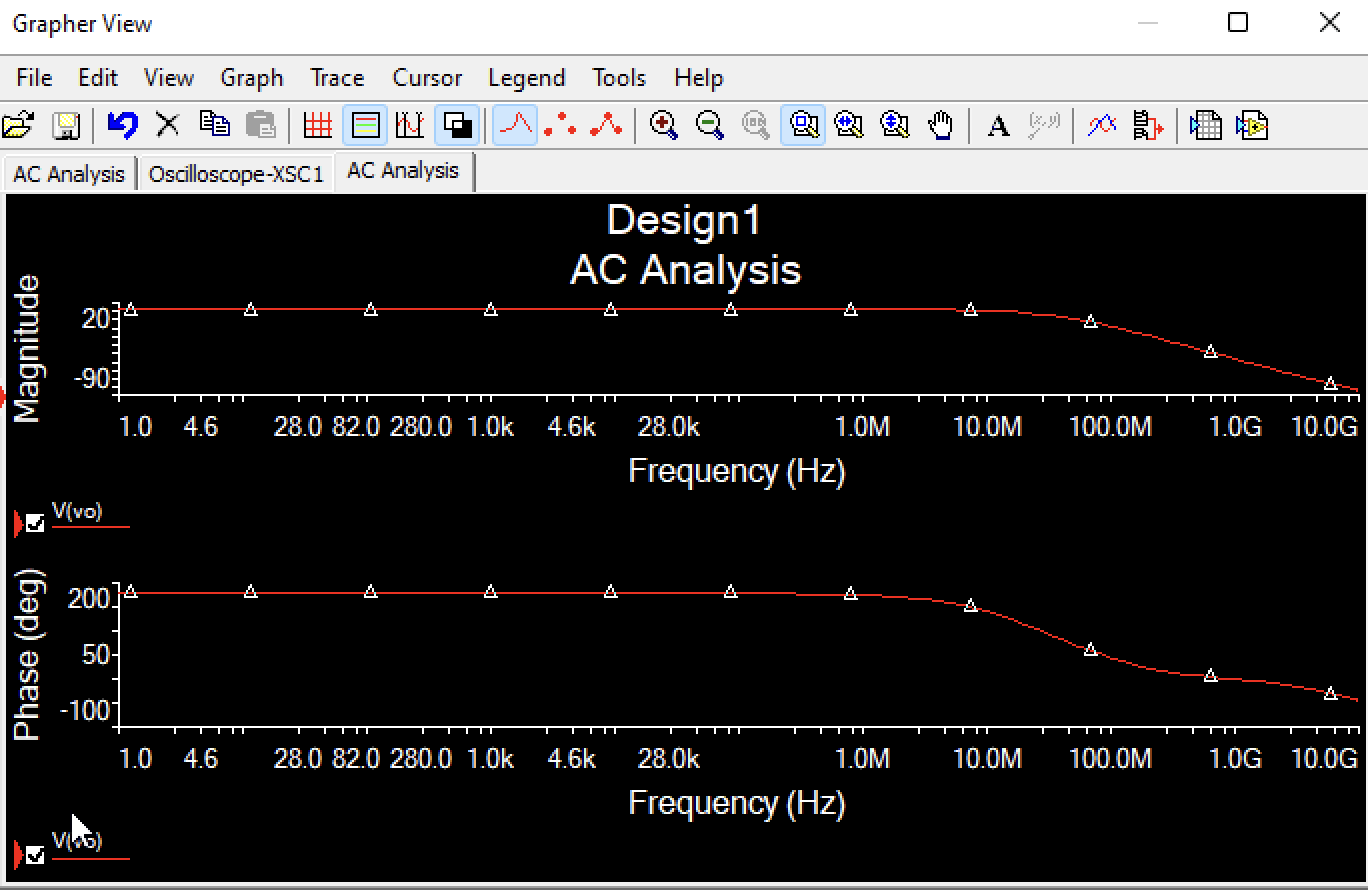 Grapher View
File Edit View Graph Trace Cursor Legend Tools Help
A
AC Analysis Oscilloscope-XSC1 AC Analysis
Design1
AC Analysis
Magnitude
20
-90
1.0 4.6 28.0 82.0 280.0 1.0k 4.6k 28.0k 1.0M 10.0M 100.0M 1.0G 10.0G
Frequency (Hz)
V(vo)
Phase (deg)
200
50
-100
1.0 4.6 28.0 82.0 280.0 1.0k 4.6k 28.0k 1.0M 10.0M 100.0M 1.0G 10.0G
Frequency (Hz)
V(vo)